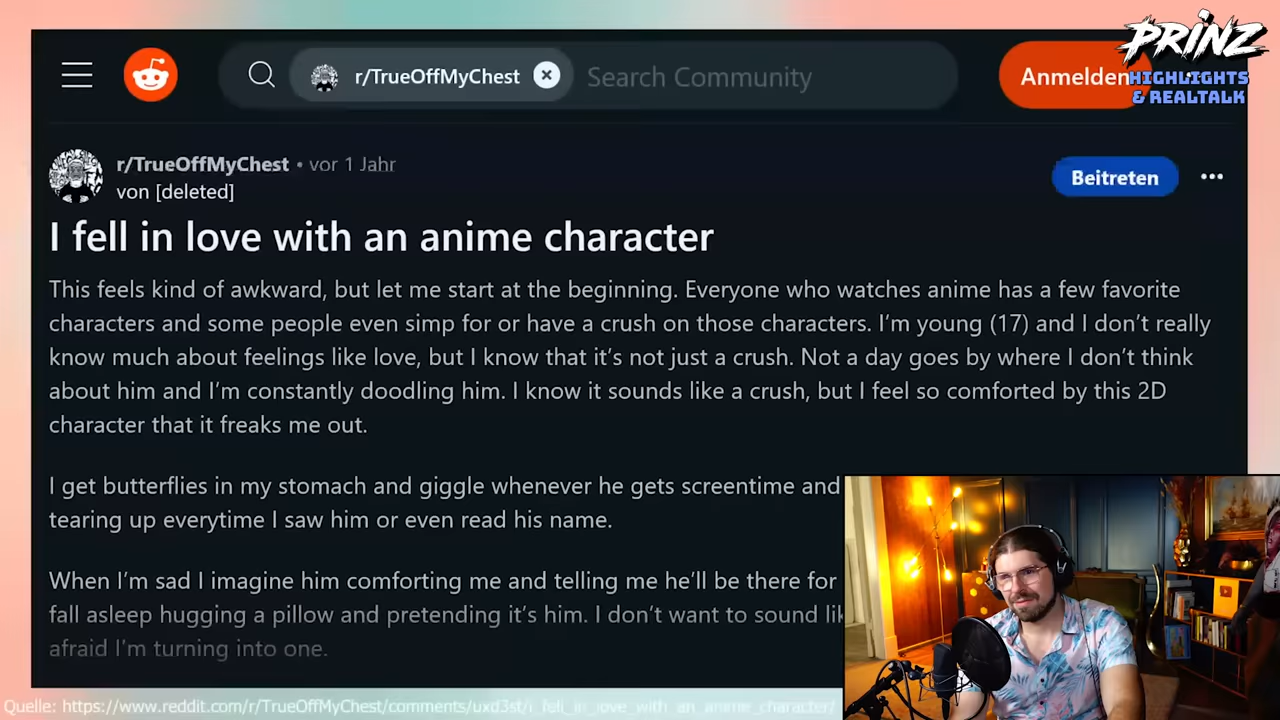 PRINZ
HIGHLIGHTS
& REALTALK
r/TrueOffMyChest
Search Community
Anmelden
r/TrueOffMyChest • vor 1 Jahr
von [deleted]
Beitreten
I fell in love with an anime character
This feels kind of awkward, but let me start at the beginning. Everyone who watches anime has a few favorite
characters and some people even simp for or have a crush on those characters. I’m young (17) and I don’t really
know much about feelings like love, but I know that it’s not just a crush. Not a day goes by where I don’t think
about him and I’m constantly doodling him. I know it sounds like a crush, but I feel so comforted by this 2D
character that it freaks me out.
I get butterflies in my stomach and giggle whenever he gets screentime and
tearing up everytime I saw him or even read his name.
When I’m sad I imagine him comforting me and telling me he’ll be there for
fall asleep hugging a pillow and pretending it’s him. I don’t want to sound
afraid I’m turning into one.
Quelle: https://www.reddit.com/r/TrueOffMyChest/comments/uxd3st/i_fell_in_love_with_an_anime_character/